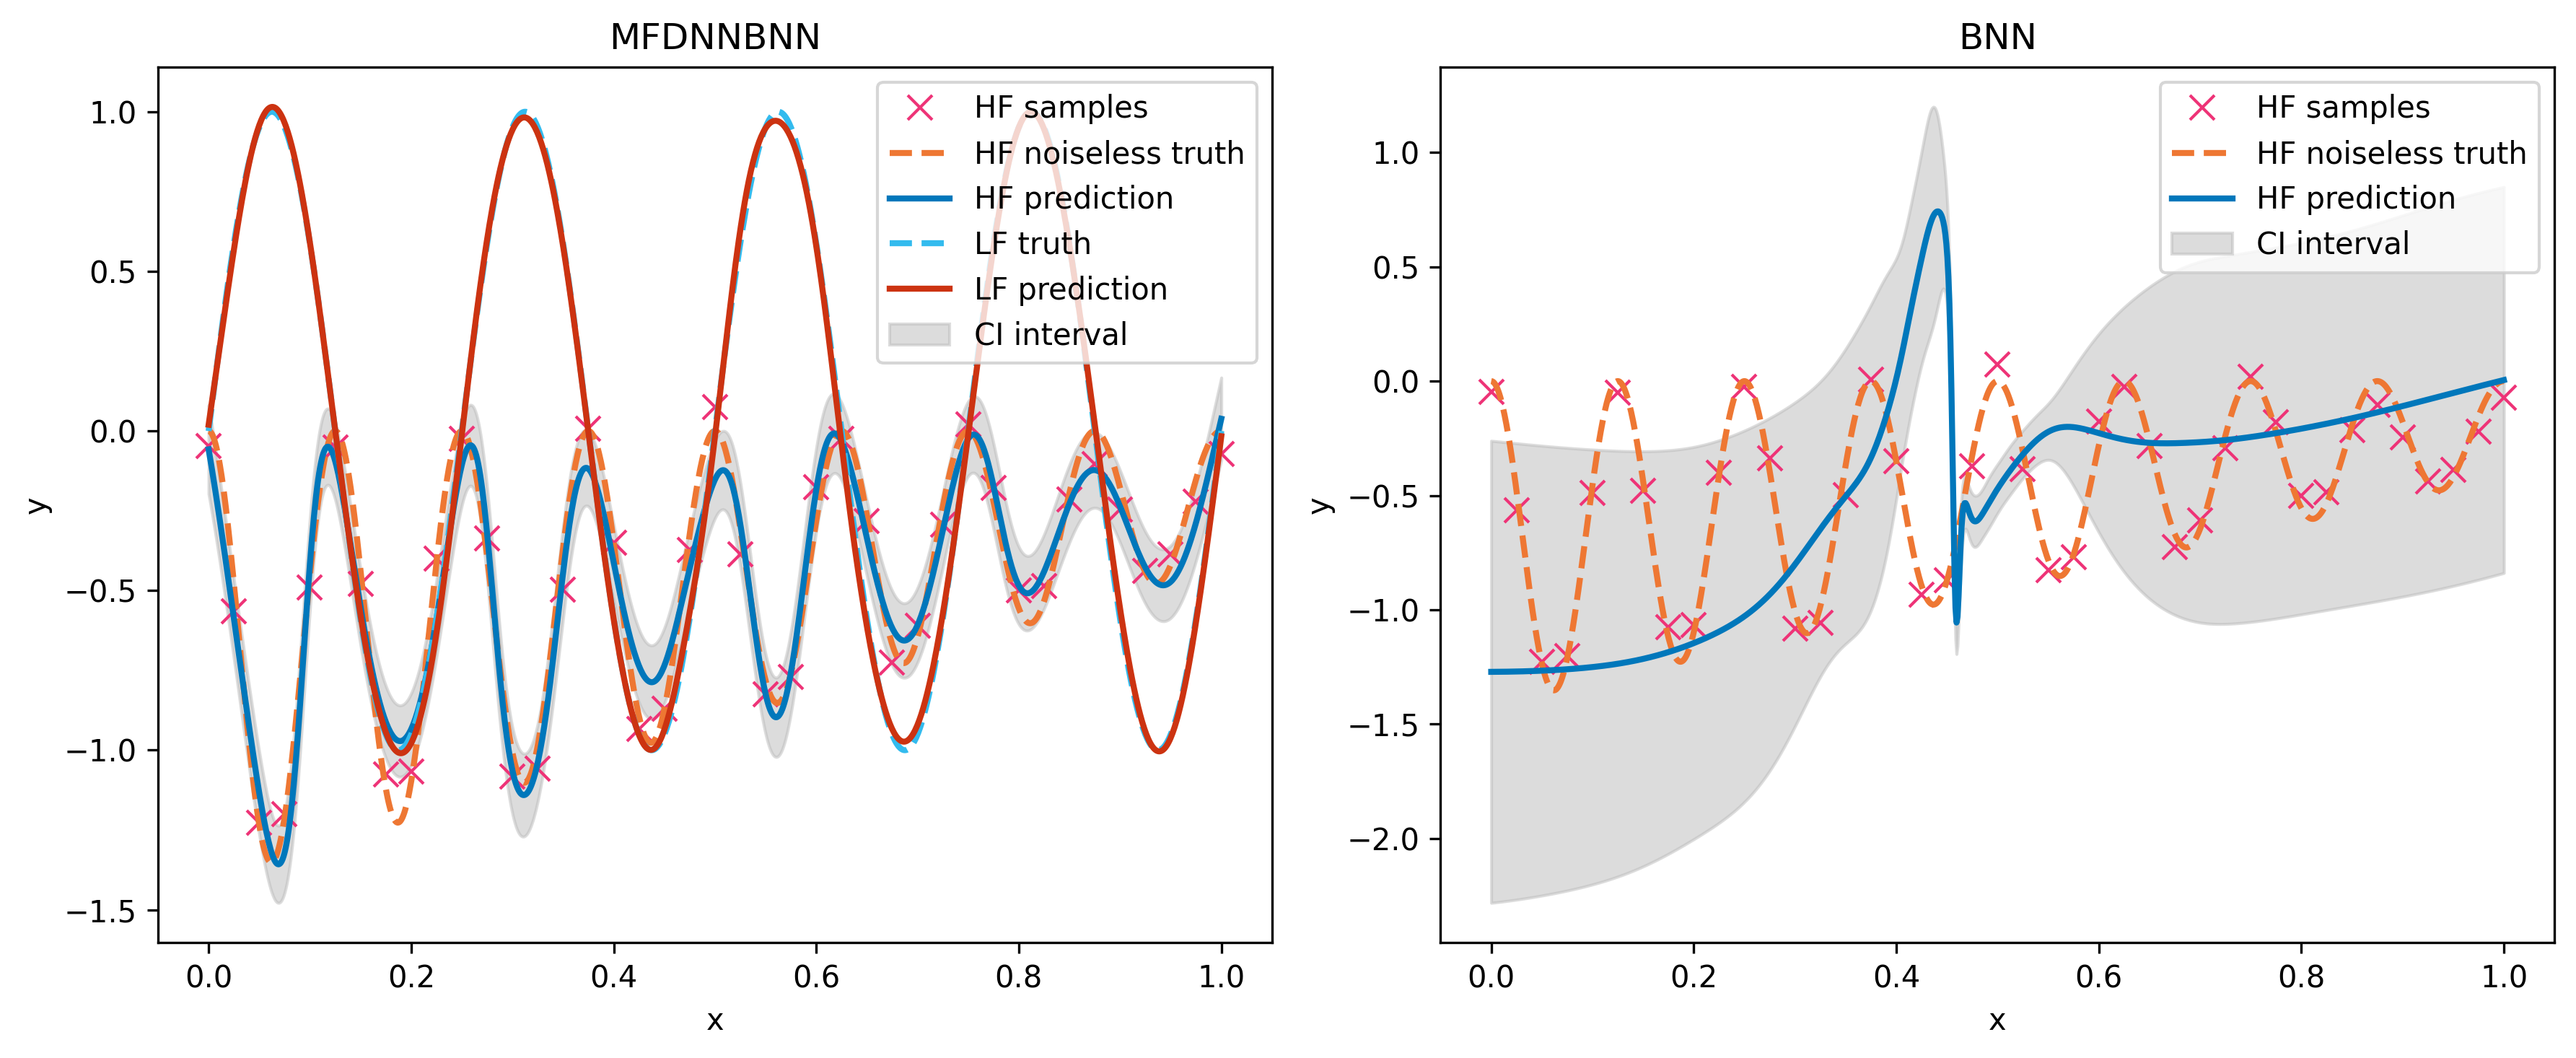 MFDNNBNN
HF samples
HF noiseless truth
HF prediction
LF truth
LF prediction
CI interval
y
1.0
0.5
0.0
−0.5
−1.0
−1.5
0.0 0.2 0.4 0.6 0.8 1.0
x
BNN
HF samples
HF noiseless truth
HF prediction
CI interval
y
1.0
0.5
0.0
−0.5
−1.0
−1.5
−2.0
0.0 0.2 0.4 0.6 0.8 1.0
x